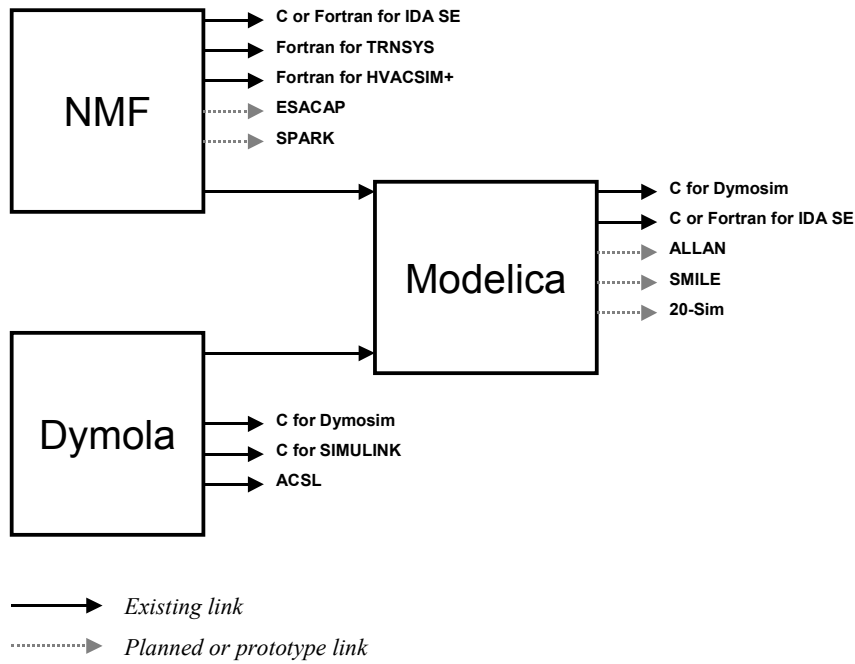 C or Fortran for IDA SE
Fortran for TRNSYS
Fortran for HVACSIM+
ESACAP
SPARK
NMF
C for Dymosim
C or Fortran for IDA SE
ALLAN
SMILE
20-Sim
Modelica
Dymola
C for Dymosim
C for SIMULINK
ACSL
Existing link
Planned or prototype link